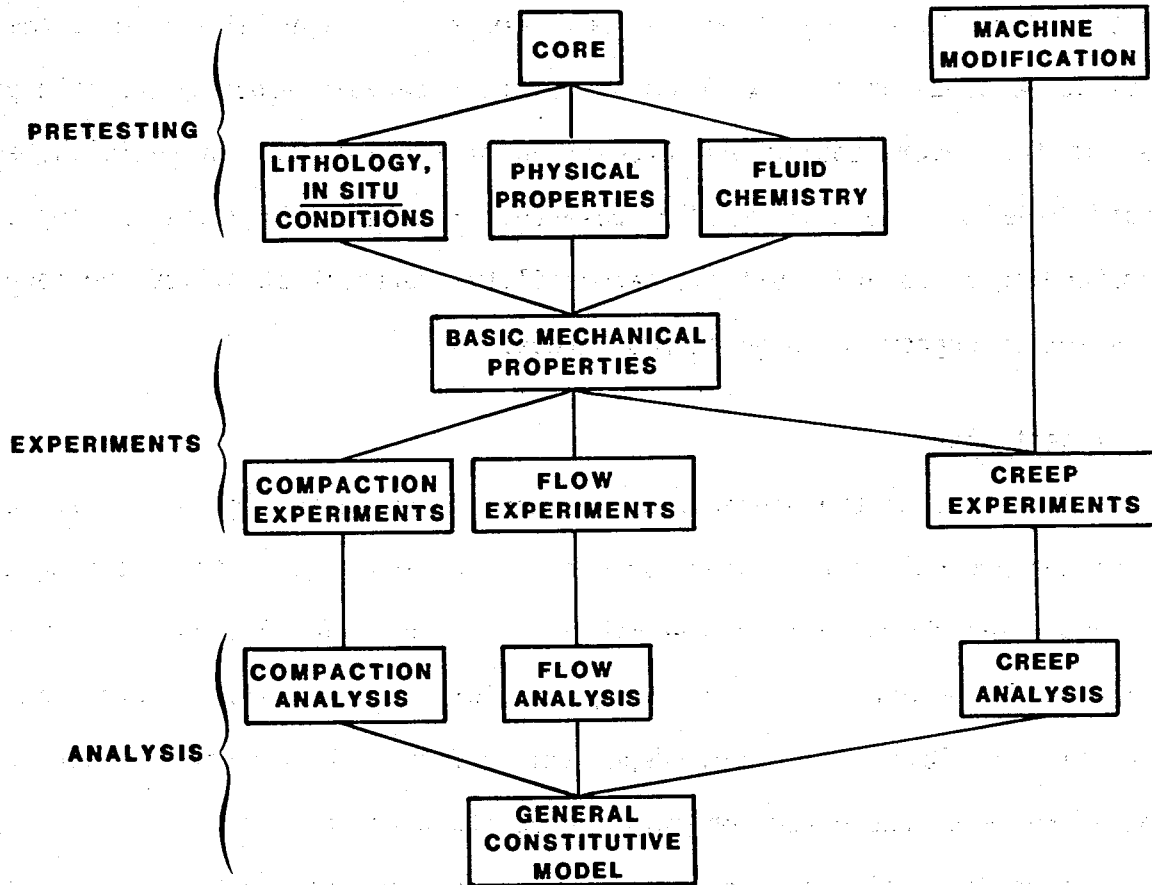 CORE
MACHINE
MODIFICATION
PRETESTING
LITHOLOGY,
IN SITU
CONDITIONS
PHYSICAL
PROPERTIES
FLUID
CHEMISTRY
BASIC MECHANICAL
PROPERTIES
EXPERIMENTS
COMPACTION
EXPERIMENTS
FLOW
EXPERIMENTS
CREEP
EXPERIMENTS
COMPACTION
ANALYSIS
FLOW
ANALYSIS
CREEP
ANALYSIS
ANALYSIS
GENERAL
CONSTITUTIVE
MODEL